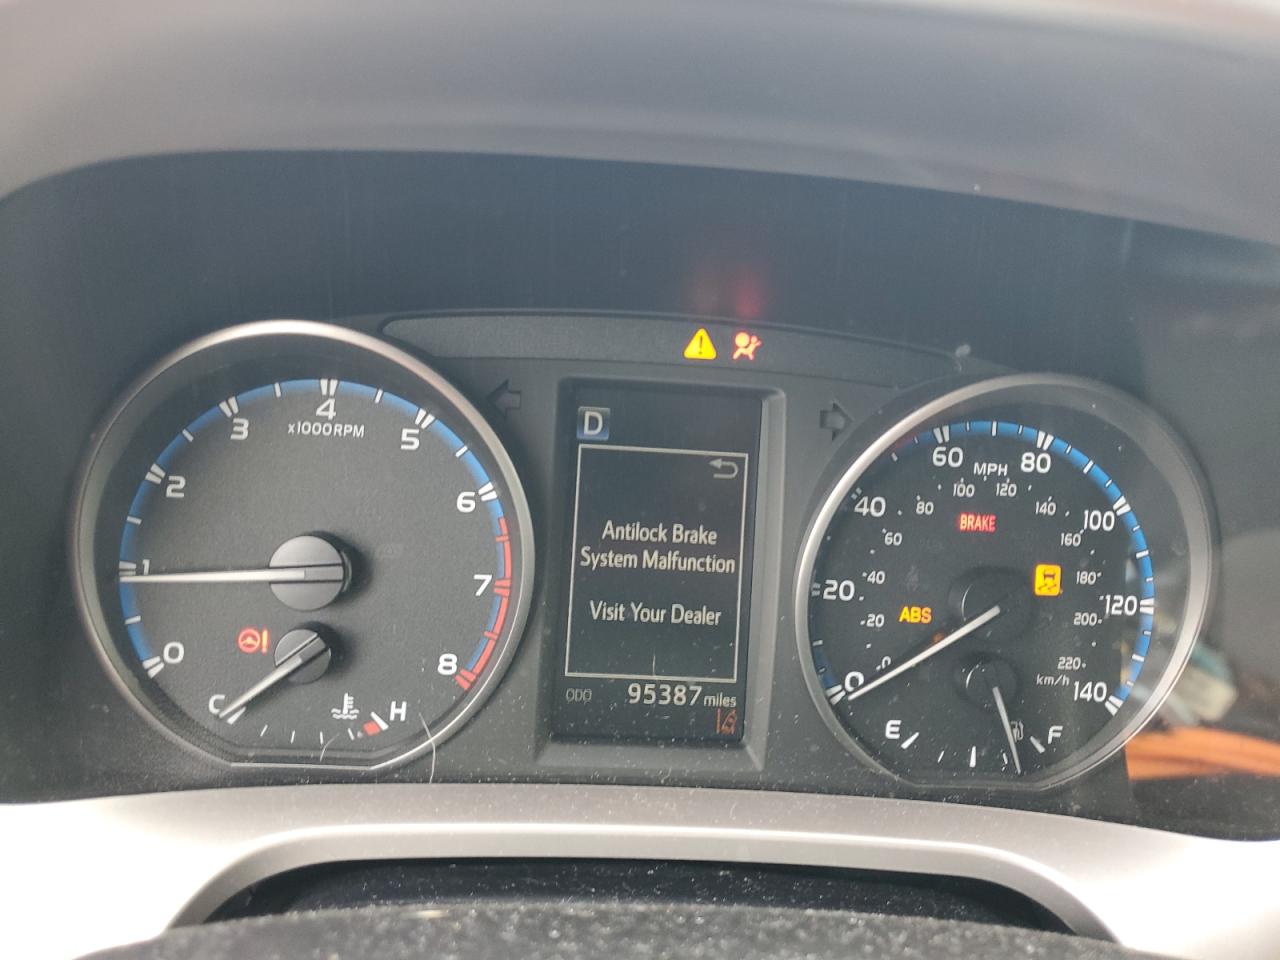 D
Antilock Brake
System Malfunction
Visit Your Dealer
ODO 95387 miles
0
1
2
3
4
5
6
7
8
x1000RPM
C
H
0
20
40
60
80
100
120
140
MPH
0
20
40
60
80
100
120
140
160
180
200
220
km/h
BRAKE
ABS
E
F